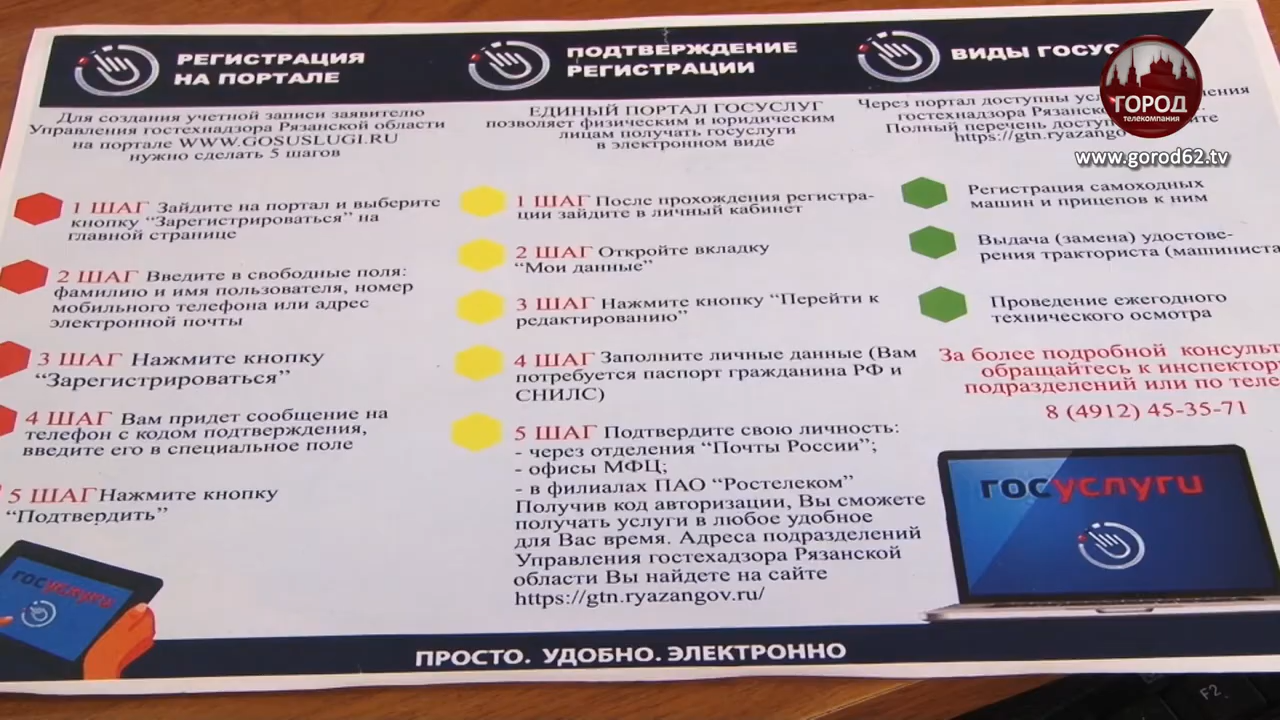 РЕГИСТРАЦИЯ
НА ПОРТАЛЕ
Для создания учетной записи заявителю
Управления гостехнадзора Рязанской области
на портале WWW.GOSUSLUGI.RU
нужно сделать 5 шагов
1 ШАГ Зайдите на портал и выберите
кнопку “Зарегистрироваться” на
главной странице
2 ШАГ Введите в свободные поля:
фамилию и имя пользователя, номер
мобильного телефона или адрес
электронной почты
3 ШАГ Нажмите кнопку
“Зарегистрироваться”
4 ШАГ Вам придет сообщение на
телефон с кодом подтверждения,
введите его в специальное поле
5 ШАГ Нажмите кнопку
“Подтвердить”
госуслуги
ПОДТВЕРЖДЕНИЕ
РЕГИСТРАЦИИ
ЕДИНЫЙ ПОРТАЛ ГОСУСЛУГ
позволяет физическим и юридическим
лицам получать госуслуги
в электронном виде
1 ШАГ После прохождения регистра-
ции зайдите в личный кабинет
2 ШАГ Откройте вкладку
“Мои данные”
3 ШАГ Нажмите кнопку “Перейти к
редактированию”
4 ШАГ Заполните личные данные (Вам
потребуется паспорт гражданина РФ и
СНИЛС)
5 ШАГ Подтвердите свою личность:
- через отделения “Почты России”;
- офисы МФЦ;
- в филиалах ПАО “Ростелеком”
Получив код авторизации, Вы сможете
получать услуги в любое удобное
для Вас время. Адреса подразделений
Управления гостехадзора Рязанской
области Вы найдете на сайте
https://gtn.ryazangov.ru/
ВИДЫ ГОСУС
Через портал доступны
гостехнадзора
Полный перечень
https://gtn.ryazango
Регистрация самоходных
машин и прицепов к ним
Выдача (замена) удостове-
рения тракториста (машиниста
Проведение ежегодного
технического осмотра
За более подробной консульт
обращайтесь к инспектор
подразделений или по теле
8 (4912) 45-35-71
госуслуги
ПРОСТО. УДОБНО. ЭЛЕКТРОННО
ГОРОД
телекомпания
www.gorod62.tv
F2